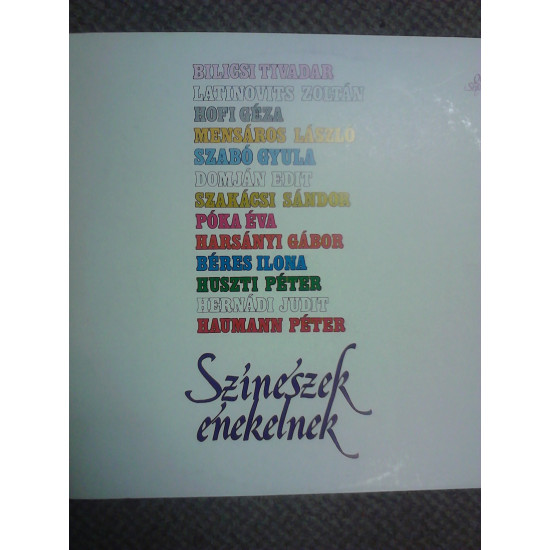 BILICSI TIVADAR
LATINOVITS ZOLTÁN
HOFI GÉZA
MENSÁROS LÁSZLÓ
SZABÓ GYULA
DOMJÁN EDIT
SZAKÁCSI SÁNDOR
PÓKA ÉVA
HARSÁNYI GÁBOR
BÉRES ILONA
HUSZTI PÉTER
HERNÁDI JUDIT
HAUMANN PÉTER
Színészek
énekelnek